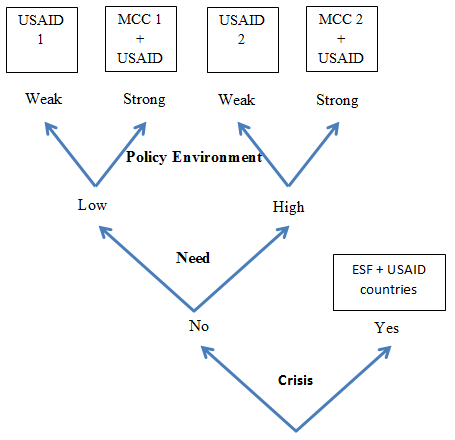 USAID
1
MCC 1
+
USAID
USAID
2
MCC 2
+
USAID
Weak
Strong
Weak
Strong
Policy Environment
Low
High
Need
ESF + USAID
countries
No
Yes
Crisis